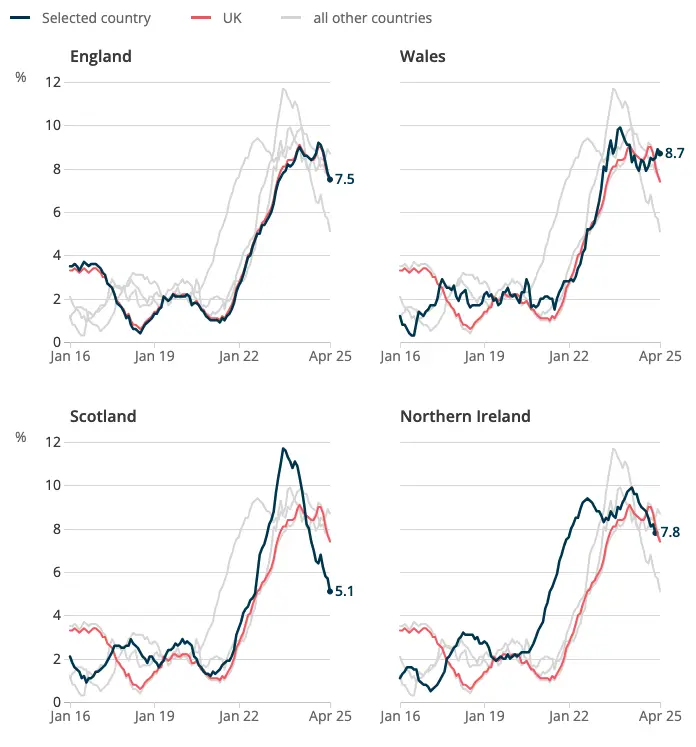 Selected country UK all other countries
England
%
12
10
8
6
4
2
0
7.5
Jan 16 Jan 19 Jan 22 Apr 25
Wales
8.7
Jan 16 Jan 19 Jan 22 Apr 25
Scotland
%
12
10
8
6
4
2
0
5.1
Jan 16 Jan 19 Jan 22 Apr 25
Northern Ireland
7.8
Jan 16 Jan 19 Jan 22 Apr 25